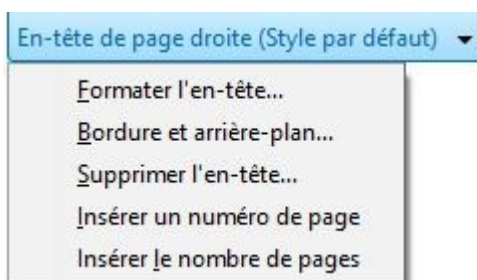 En-tête de page droite (Style par défaut)
Formater l'en-tête...
Bordure et arrière-plan...
Supprimer l'en-tête...
Insérer un numéro de page
Insérer le nombre de pages